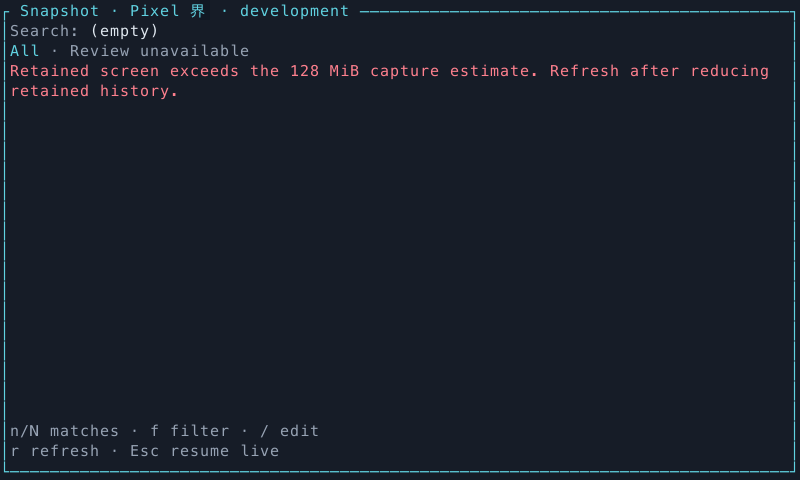 Snapshot · Pixel 界 · development
Search: (empty)
All · Review unavailable
Retained screen exceeds the 128 MiB capture estimate. Refresh after reducing
retained history.
n/N matches · f filter · / edit
r refresh · Esc resume live